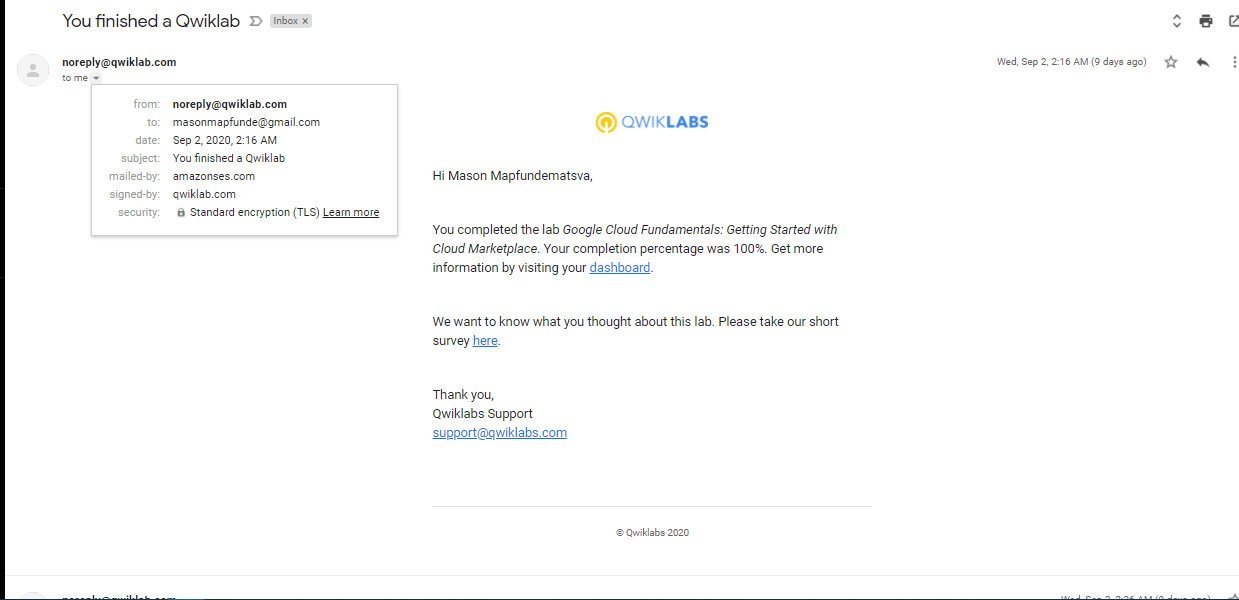 You finished a Qwiklab Inbox x
noreply@qwiklab.com Wed, Sep 2, 2:16 AM (9 days ago)
to me
from: noreply@qwiklab.com
to: masonmapfunde@gmail.com
date: Sep 2, 2020, 2:16 AM
subject: You finished a Qwiklab
mailed-by: amazonses.com
signed-by: qwiklab.com
security: Standard encryption (TLS) Learn more
QWIKLABS
Hi Mason Mapfundematsva,
You completed the lab Google Cloud Fundamentals: Getting Started with
Cloud Marketplace. Your completion percentage was 100%. Get more
information by visiting your dashboard.
We want to know what you thought about this lab. Please take our short
survey here.
Thank you,
Qwiklabs Support
support@qwiklabs.com
© Qwiklabs 2020
noreply@qwiklab.com